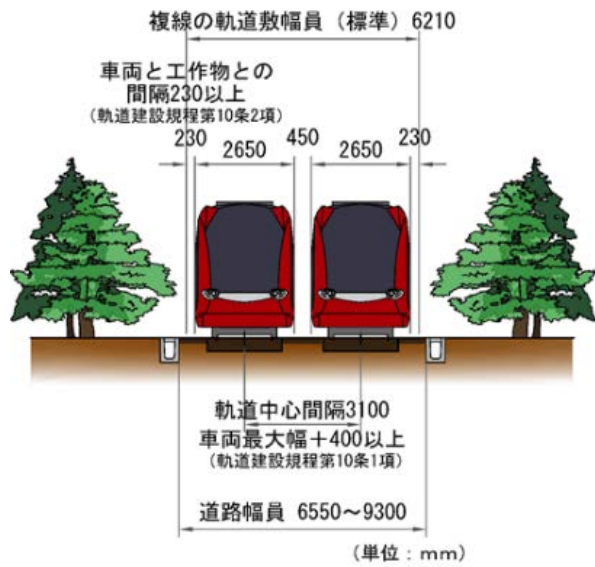 複線の軌道敷幅員（標準）6210
車両と工作物との
間隔230以上
（軌道建設規程第10条2項）
230 2650 450 2650 230
軌道中心間隔3100
車両最大幅＋400以上
（軌道建設規程第10条1項）
道路幅員 6550～9300
（単位：mm）